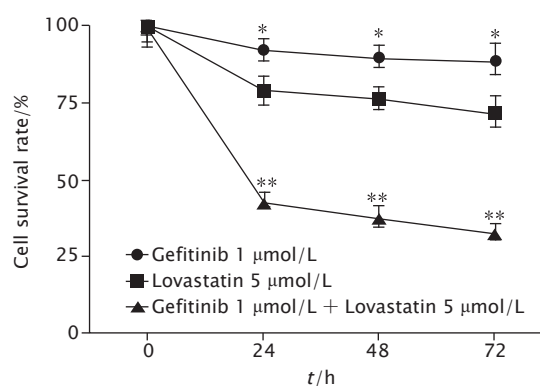 Cell survival rate/%
100
75
50
25
0
*
*
*
**
**
**
Gefitinib 1 μmol/L
Lovastatin 5 μmol/L
Gefitinib 1 μmol/L + Lovastatin 5 μmol/L
0 24 48 72
t/h